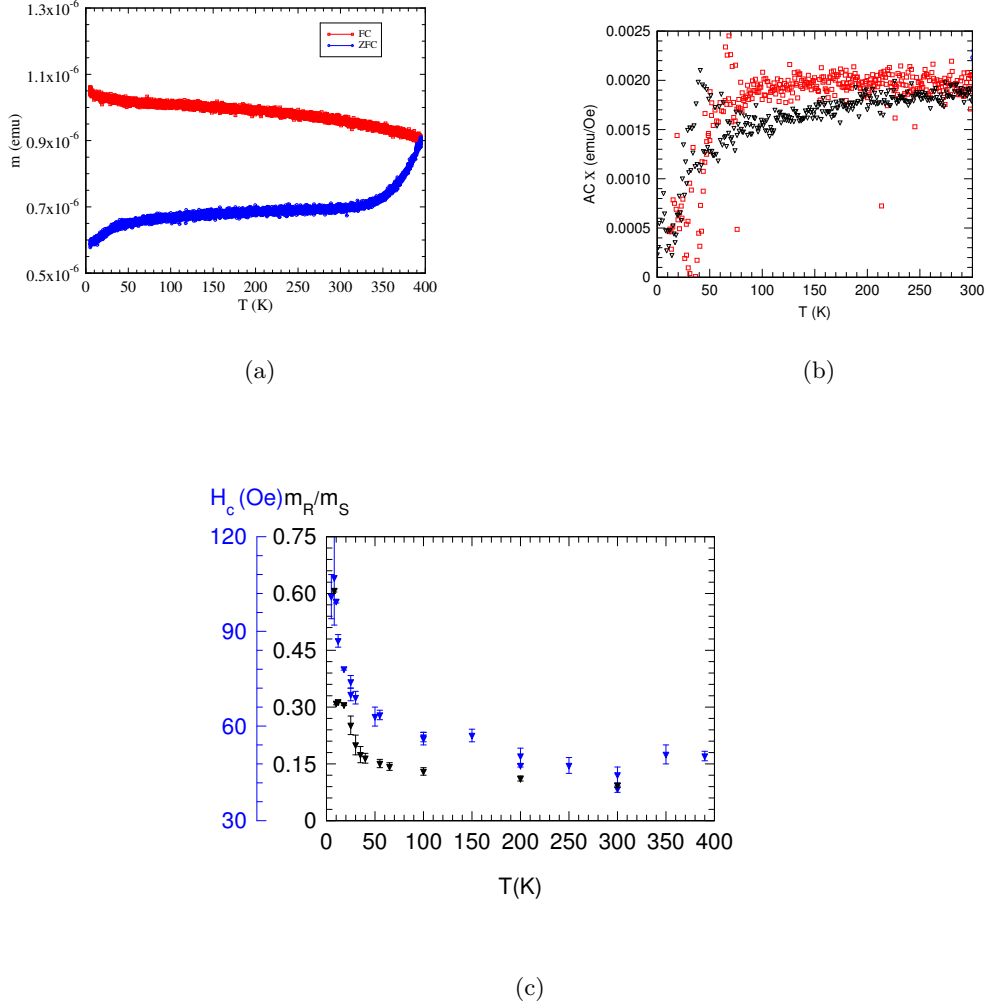 1.3x10-6
1.1x10-6
0.9x10-6
0.7x10-6
0.5x10-6
m (emu)
FC
ZFC
0 50 100 150 200 250 300 350 400
T (K)
(a)
0.0025
0.0020
0.0015
0.0010
0.0005
0
AC χ (emu/Oe)
0 50 100 150 200 250 300
T (K)
(b)
H_c (Oe) m_R/m_S
120
90
60
30
0.75
0.60
0.45
0.30
0.15
0
0 50 100 150 200 250 300 350 400
T(K)
(c)